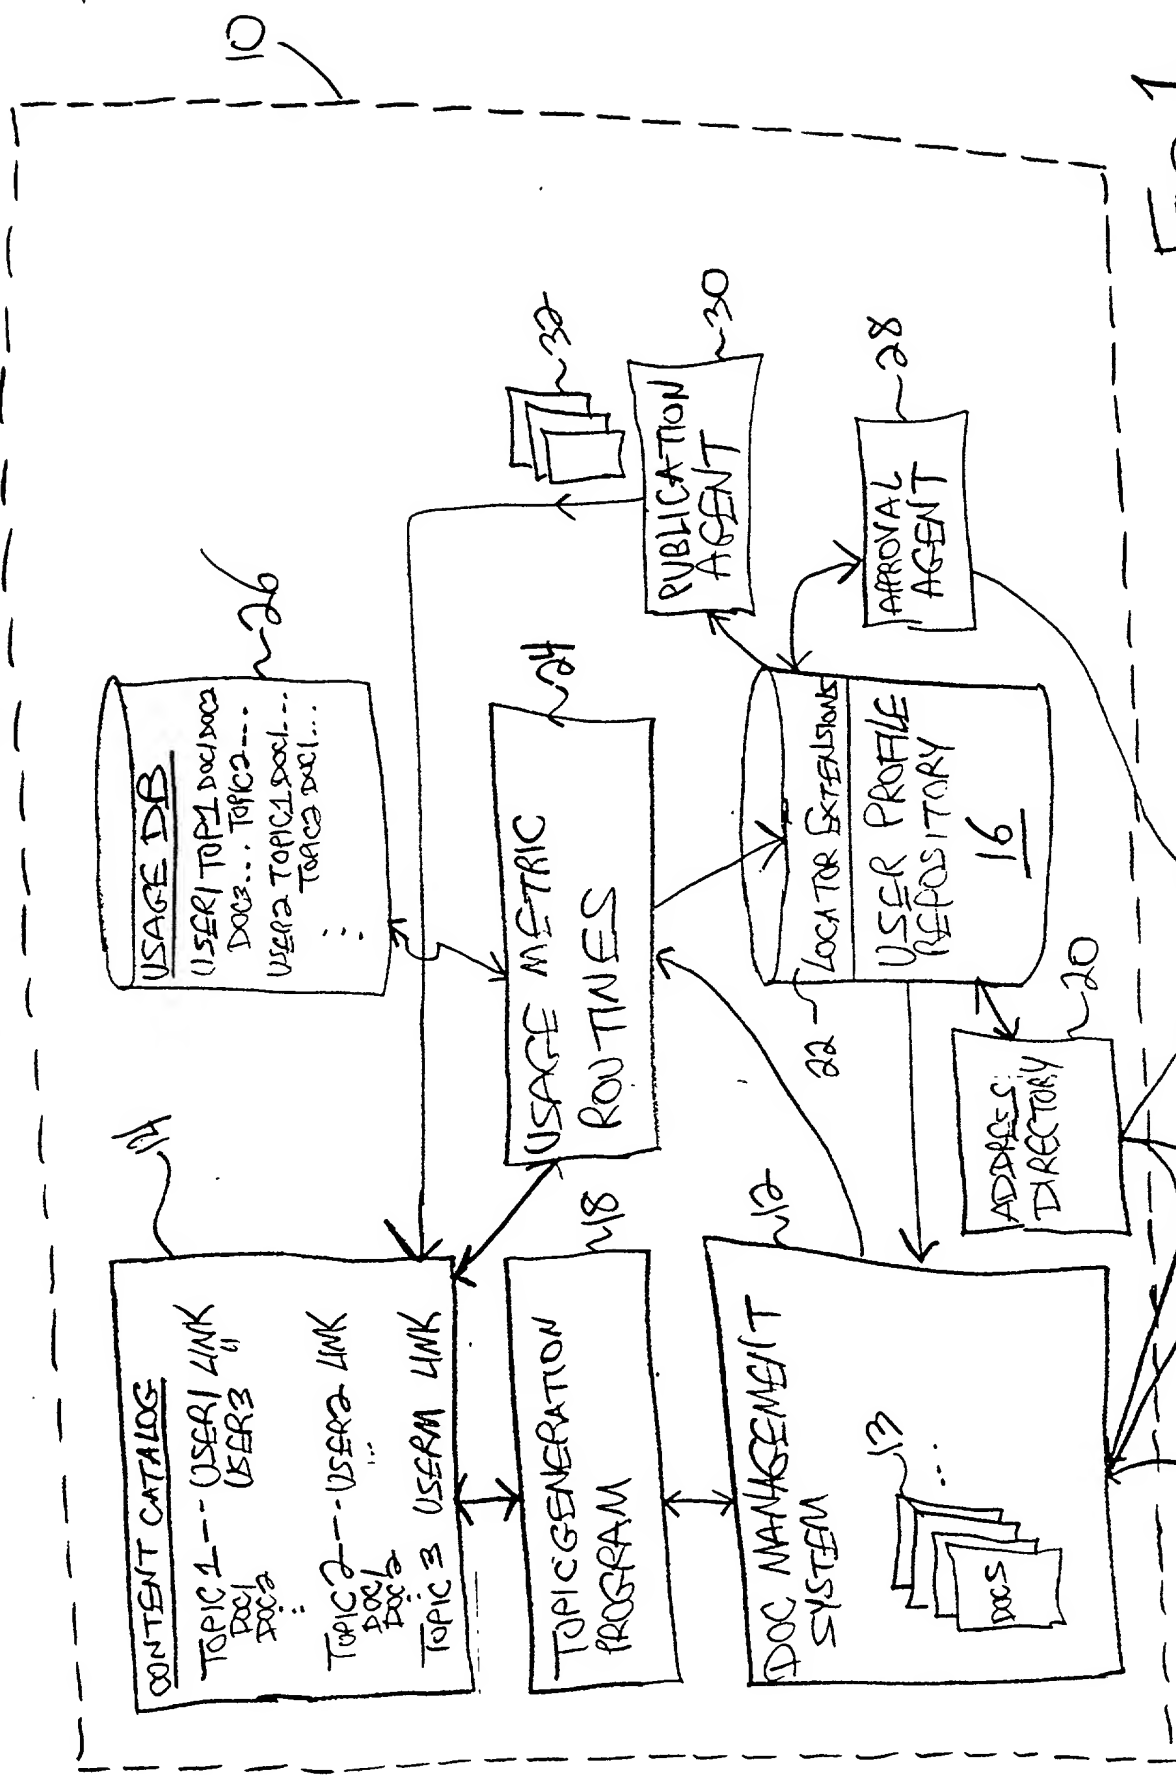 10
CONTENT CATALOG
TOPIC 1--- USER1 LINK
DOC1 USER3 "
DOC2
:
TOPIC 2---USER2 LINK
DOC1 ...
DOC2
:
TOPIC 3 USERM LINK
14
USAGE DB
USER1 TOP1 DOC1 DOC2
DOC3... TOPIC2---.
USER2 TOPIC1 DOC1...
TOPIC2 DOC1...
:
26
TOPIC GENERATION
PROGRAM
18
USAGE METRIC
ROUTINES
24
32
PUBLICATION
AGENT
30
DOC MANAGEMENT
SYSTEM
12
13
...
DOCS
22
LOCATOR EXTENSIONS
USER PROFILE
REPOSITORY
16
APPROVAL
AGENT
28
ADDRESS
DIRECTORY
20
1